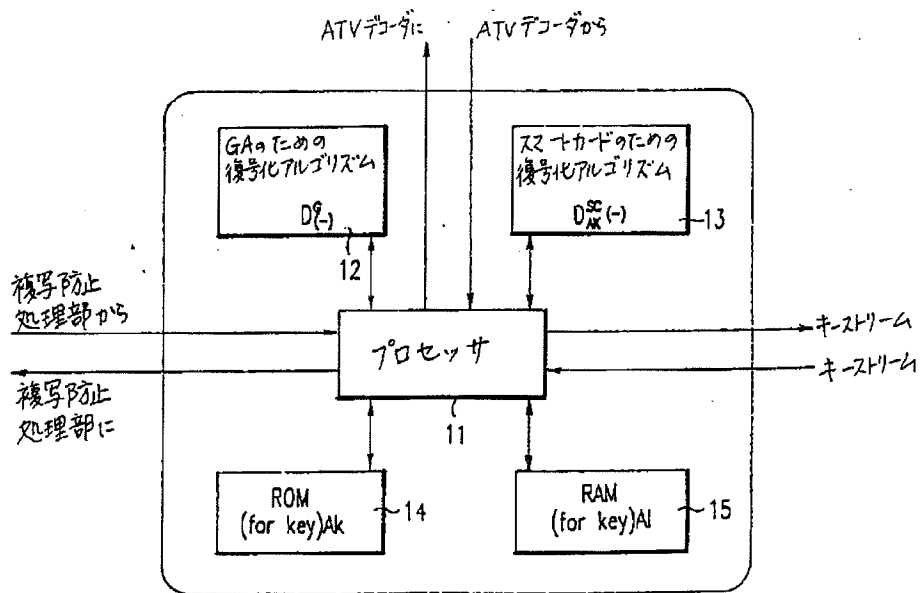 ATVデコーダに
ATVデコーダから
GAのための
復号化アルゴリズム
D^G(-)
12
スマートカードのための
復号化アルゴリズム
D^SC_AK(-)
13
複写防止
処理部から
プロセッサ
11
キーストリーム
キーストリーム
複写防止
処理部に
ROM
(for key)Ak
14
RAM
(for key)Al
15